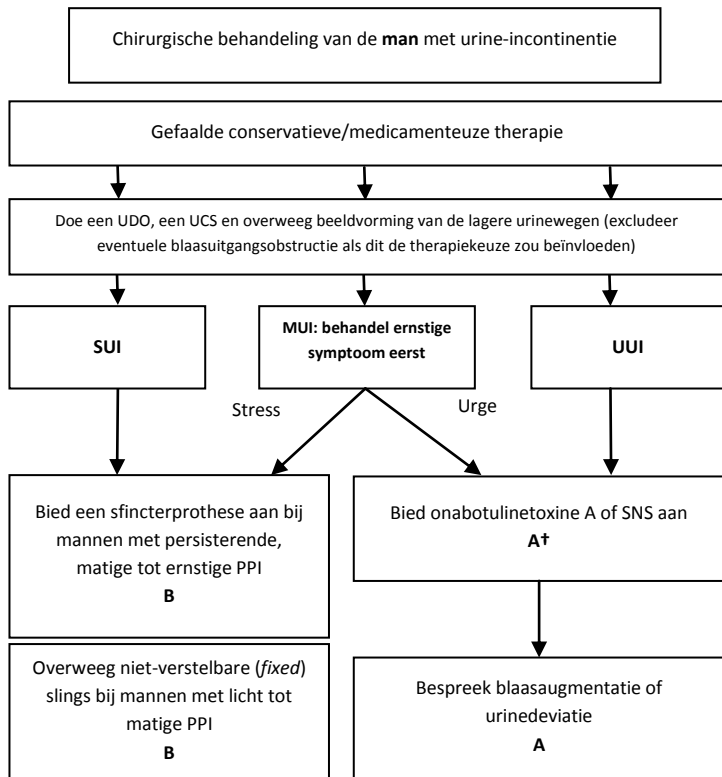 Chirurgische behandeling van de man met urine-incontentie
Gefaalde conservatieve/medicamenteuze therapie
Doe een UDO, een UCS en overweeg beeldvorming van de lagere urinewegen (excludeer
eventuele blaasuitgangsobstructie als dit de therapiekeuze zou beïnvloeden)
SUI
MUI: behandel ernstige
symptoom eerst
UUI
Stress
Urge
Bied een sfincterprothese aan bij
mannen met persisterende,
matige tot ernstige PPI
B
Bied onabotulinetoxine A of SNS aan
A†
Overweeg niet-verstelbare (fixed)
slings bij mannen met licht tot
matige PPI
B
Bespreek blaasaugmentatie of
urinedeviatie
A